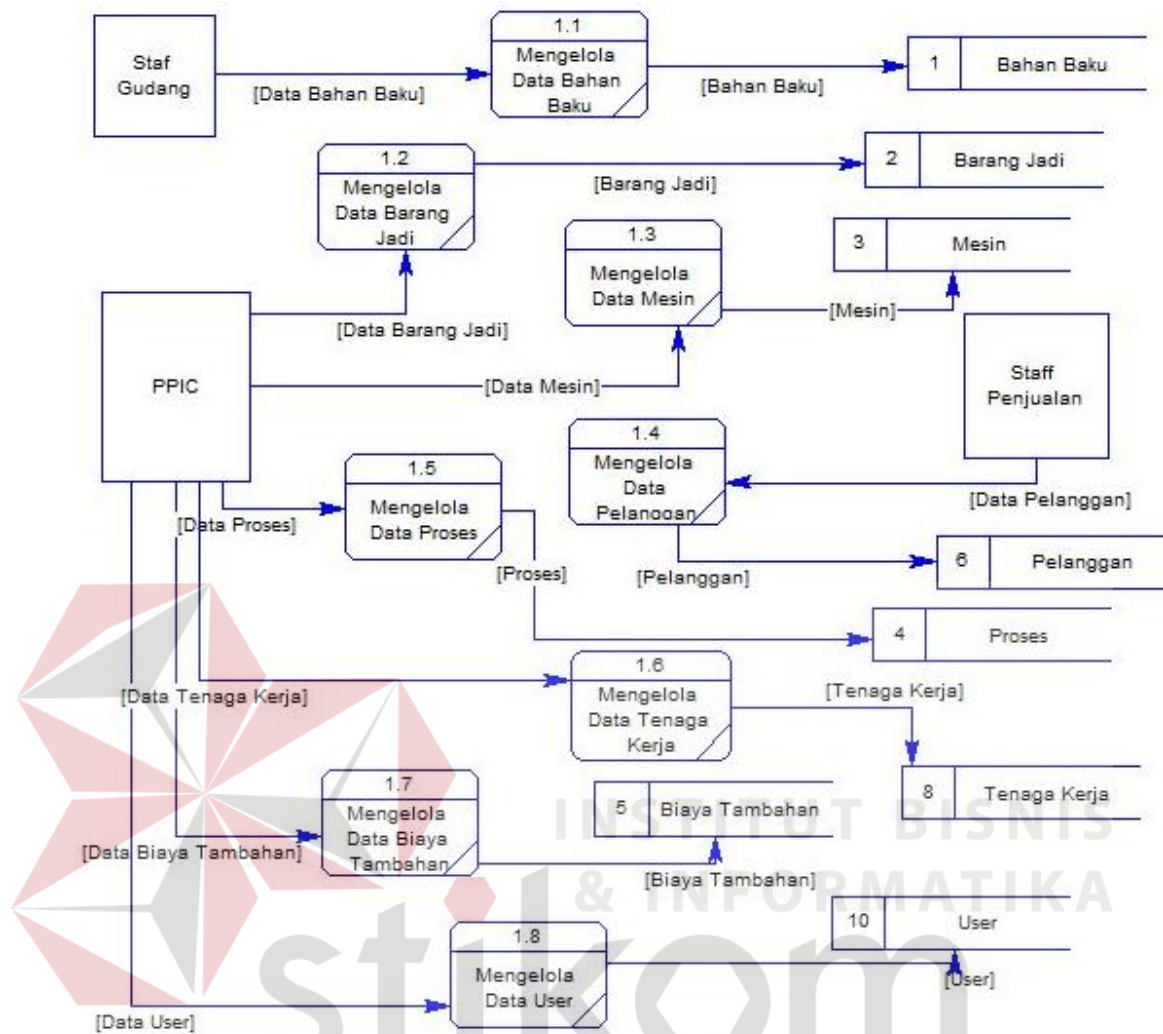 Staf
Gudang
[Data Bahan Baku]
1.1
Mengelola
Data Bahan
Baku
[Bahan Baku]
1
Bahan Baku
1.2
Mengelola
Data Barang
Jadi
[Barang Jadi]
2
Barang Jadi
1.3
Mengelola
Data Mesin
3
Mesin
[Mesin]
[Data Barang Jadi]
PPIC
[Data Mesin]
Staff
Penjualan
1.4
Mengelola
Data
Pelanggan
[Data Pelanggan]
1.5
Mengelola
Data Proses
[Data Proses]
[Proses]
[Pelanggan]
6
Pelanggan
4
Proses
1.6
Mengelola
Data Tenaga
Kerja
[Data Tenaga Kerja]
[Tenaga Kerja]
8
Tenaga Kerja
1.7
Mengelola
Data Biaya
Tambahan
5
Biaya Tambahan
[Data Biaya Tambahan]
[Biaya Tambahan]
INSTITUT BISNIS
& INFORMATIKA
stikom
1.8
Mengelola
Data User
10
User
[User]
[Data User]